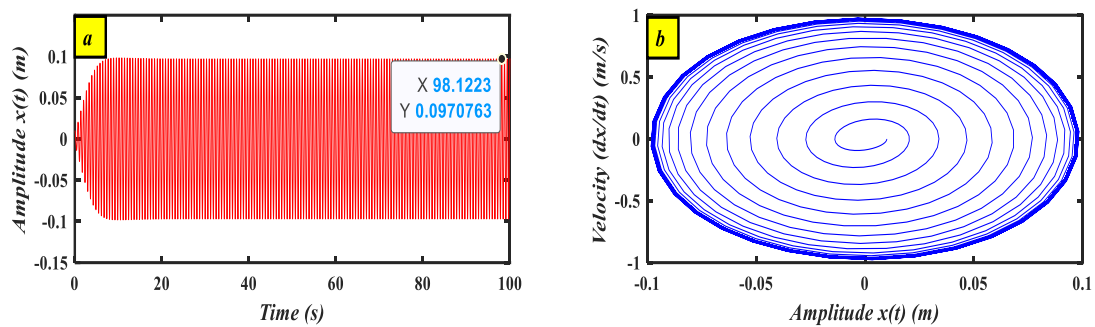 a
Amplitude x(t) (m)
0.15
0.1
0.05
0
-0.05
-0.1
-0.15
X 98.1223
Y 0.0970763
0 20 40 60 80 100
Time (s)
b
Velocity (dx/dt) (m/s)
1
0.5
0
-0.5
-1
-0.1 -0.05 0 0.05 0.1
Amplitude x(t) (m)